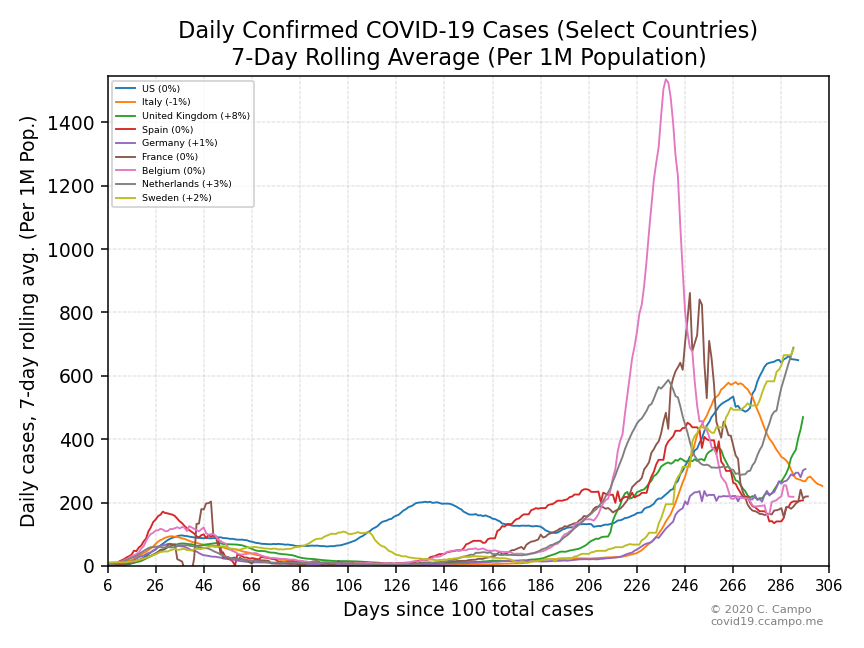 Daily Confirmed COVID-19 Cases (Select Countries)
7-Day Rolling Average (Per 1M Population)
Daily cases, 7-day rolling avg. (Per 1M Pop.)
1400
1200
1000
800
600
400
200
0
US (0%)
Italy (-1%)
United Kingdom (+8%)
Spain (0%)
Germany (+1%)
France (0%)
Belgium (0%)
Netherlands (+3%)
Sweden (+2%)
6 26 46 66 86 106 126 146 166 186 206 226 246 266 286 306
Days since 100 total cases
© 2020 C. Campo
covid19.ccampo.me